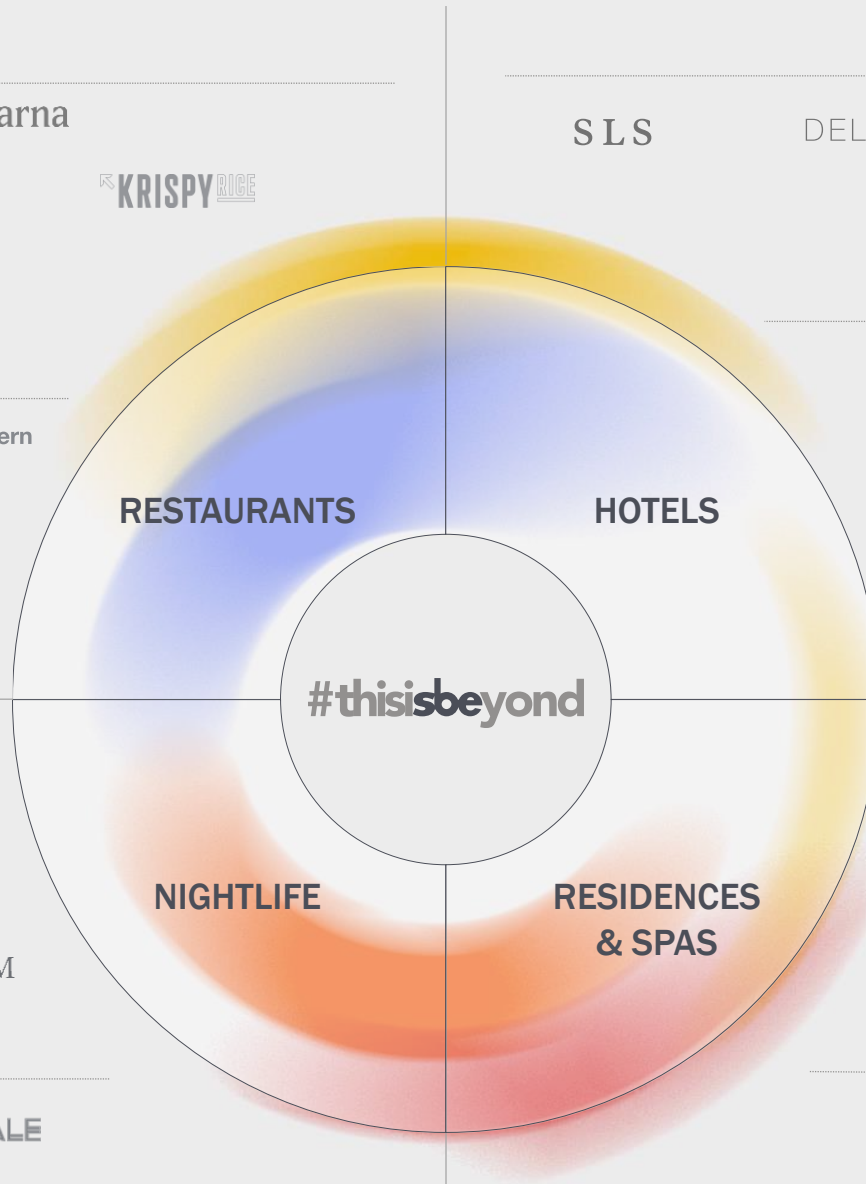 arna
SLS
DEL
KRISPY RICE
ern
RESTAURANTS
HOTELS
#thisisbeyond
NIGHTLIFE
RESIDENCES
& SPAS
M
ALE